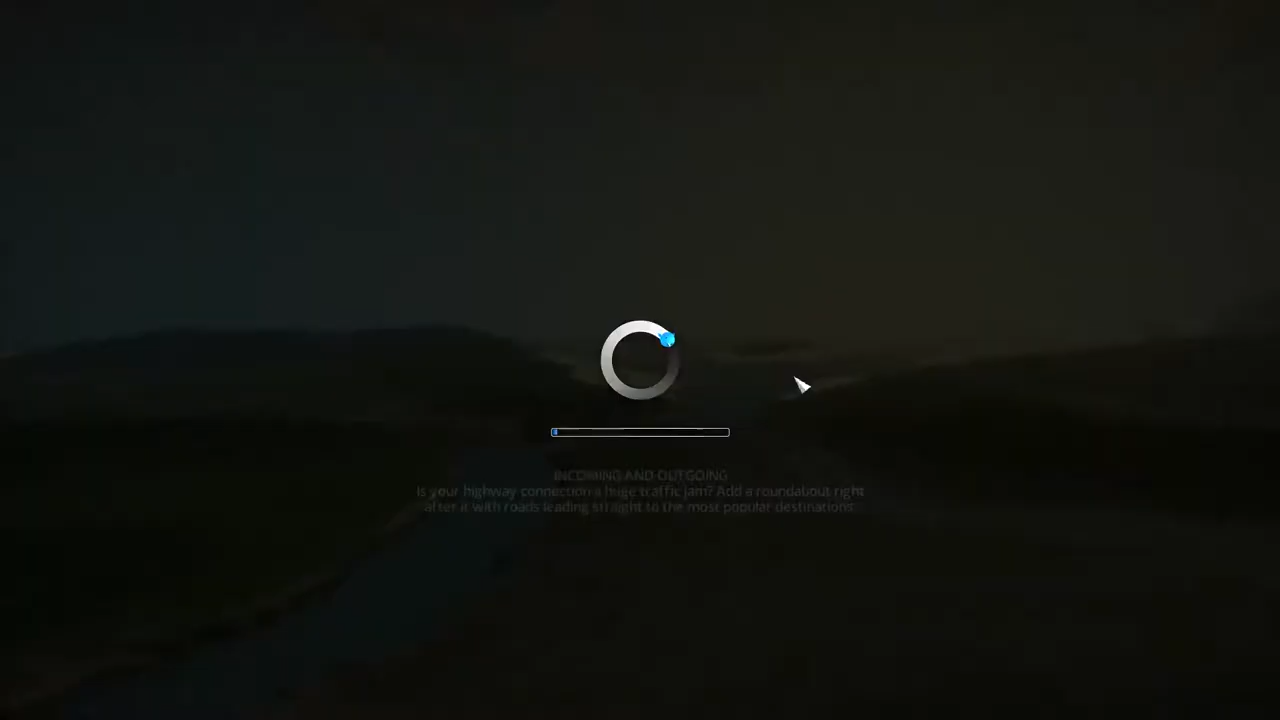 INCOMING AND OUTGOING
Is your highway connection a huge traffic jam? Add a roundabout right
after it with roads leading straight to the most popular destinations.